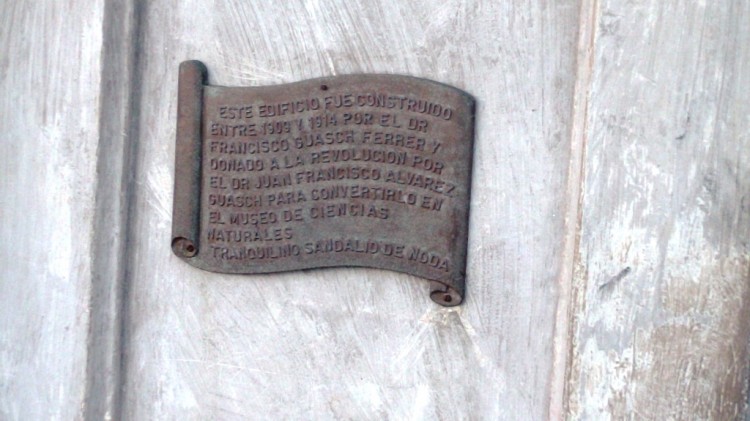 ESTE EDIFICIO FUE CONSTRUIDO
ENTRE 1909 Y 1914 POR EL DR
FRANCISCO GUASCH FERRER Y
DONADO A LA REVOLUCION POR
EL DR JUAN FRANCISCO ALVAREZ
GUASCH PARA CONVERTIRLO EN
EL MUSEO DE CIENCIAS
NATURALES
TRANQUILINO SANDALIO DE NODA